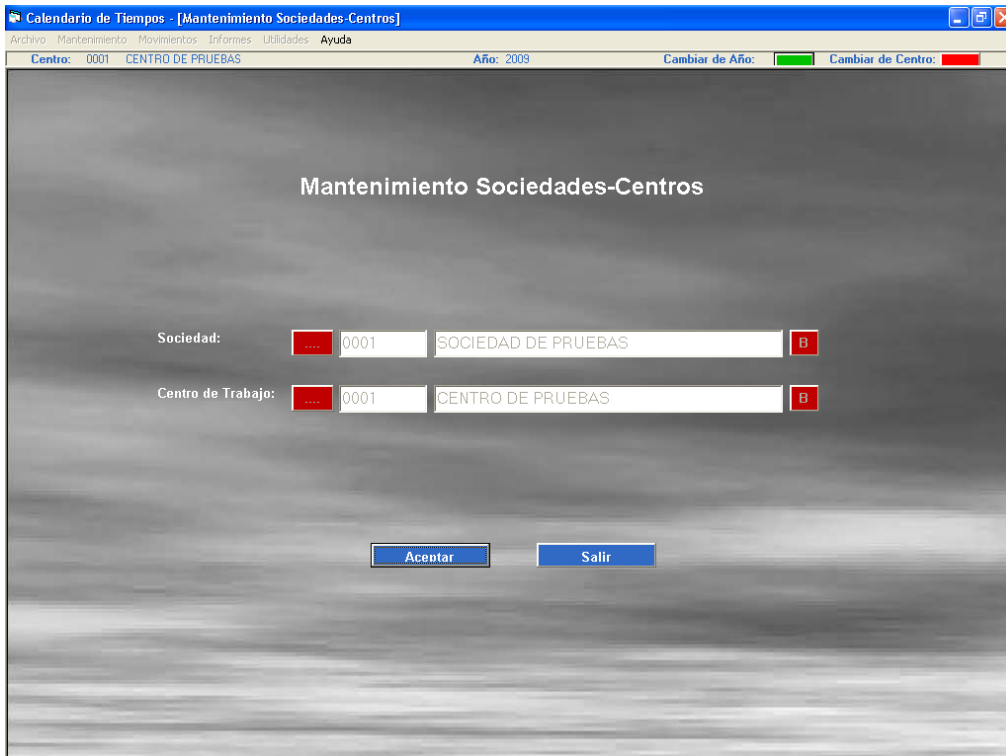 Calendario de Tiempos - [Mantenimiento Sociedades-Centros]
Archivo Mantenimiento Movimientos Informes Utilidades Ayuda
Centro: 0001 CENTRO DE PRUEBAS Año: 2009 Cambiar de Año: Cambiar de Centro:
Mantenimiento Sociedades-Centros
Sociedad: .... 0001 SOCIEDAD DE PRUEBAS B
Centro de Trabajo: .... 0001 CENTRO DE PRUEBAS B
Aceptar Salir